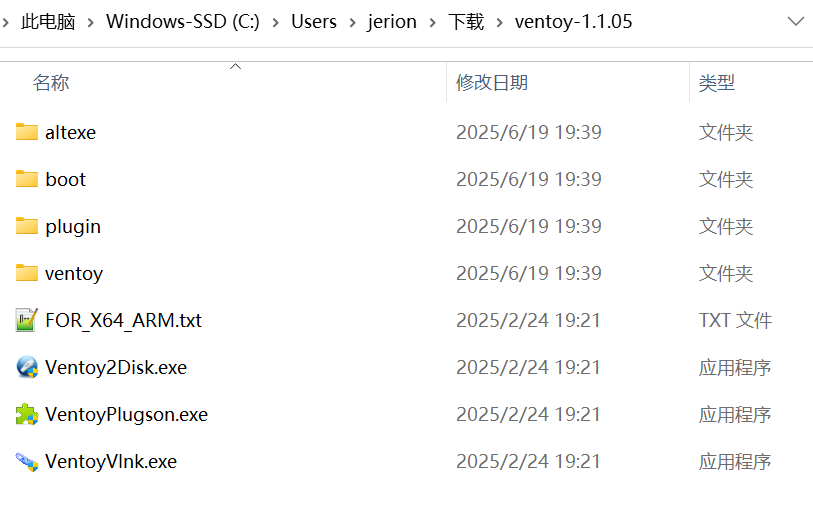 此电脑 > Windows-SSD (C:) > Users > jerion > 下载 > ventoy-1.1.05
名称 修改日期 类型
altexe 2025/6/19 19:39 文件夹
boot 2025/6/19 19:39 文件夹
plugin 2025/6/19 19:39 文件夹
ventoy 2025/6/19 19:39 文件夹
FOR_X64_ARM.txt 2025/2/24 19:21 TXT 文件
Ventoy2Disk.exe 2025/2/24 19:21 应用程序
VentoyPlugson.exe 2025/2/24 19:21 应用程序
VentoyVlnk.exe 2025/2/24 19:21 应用程序